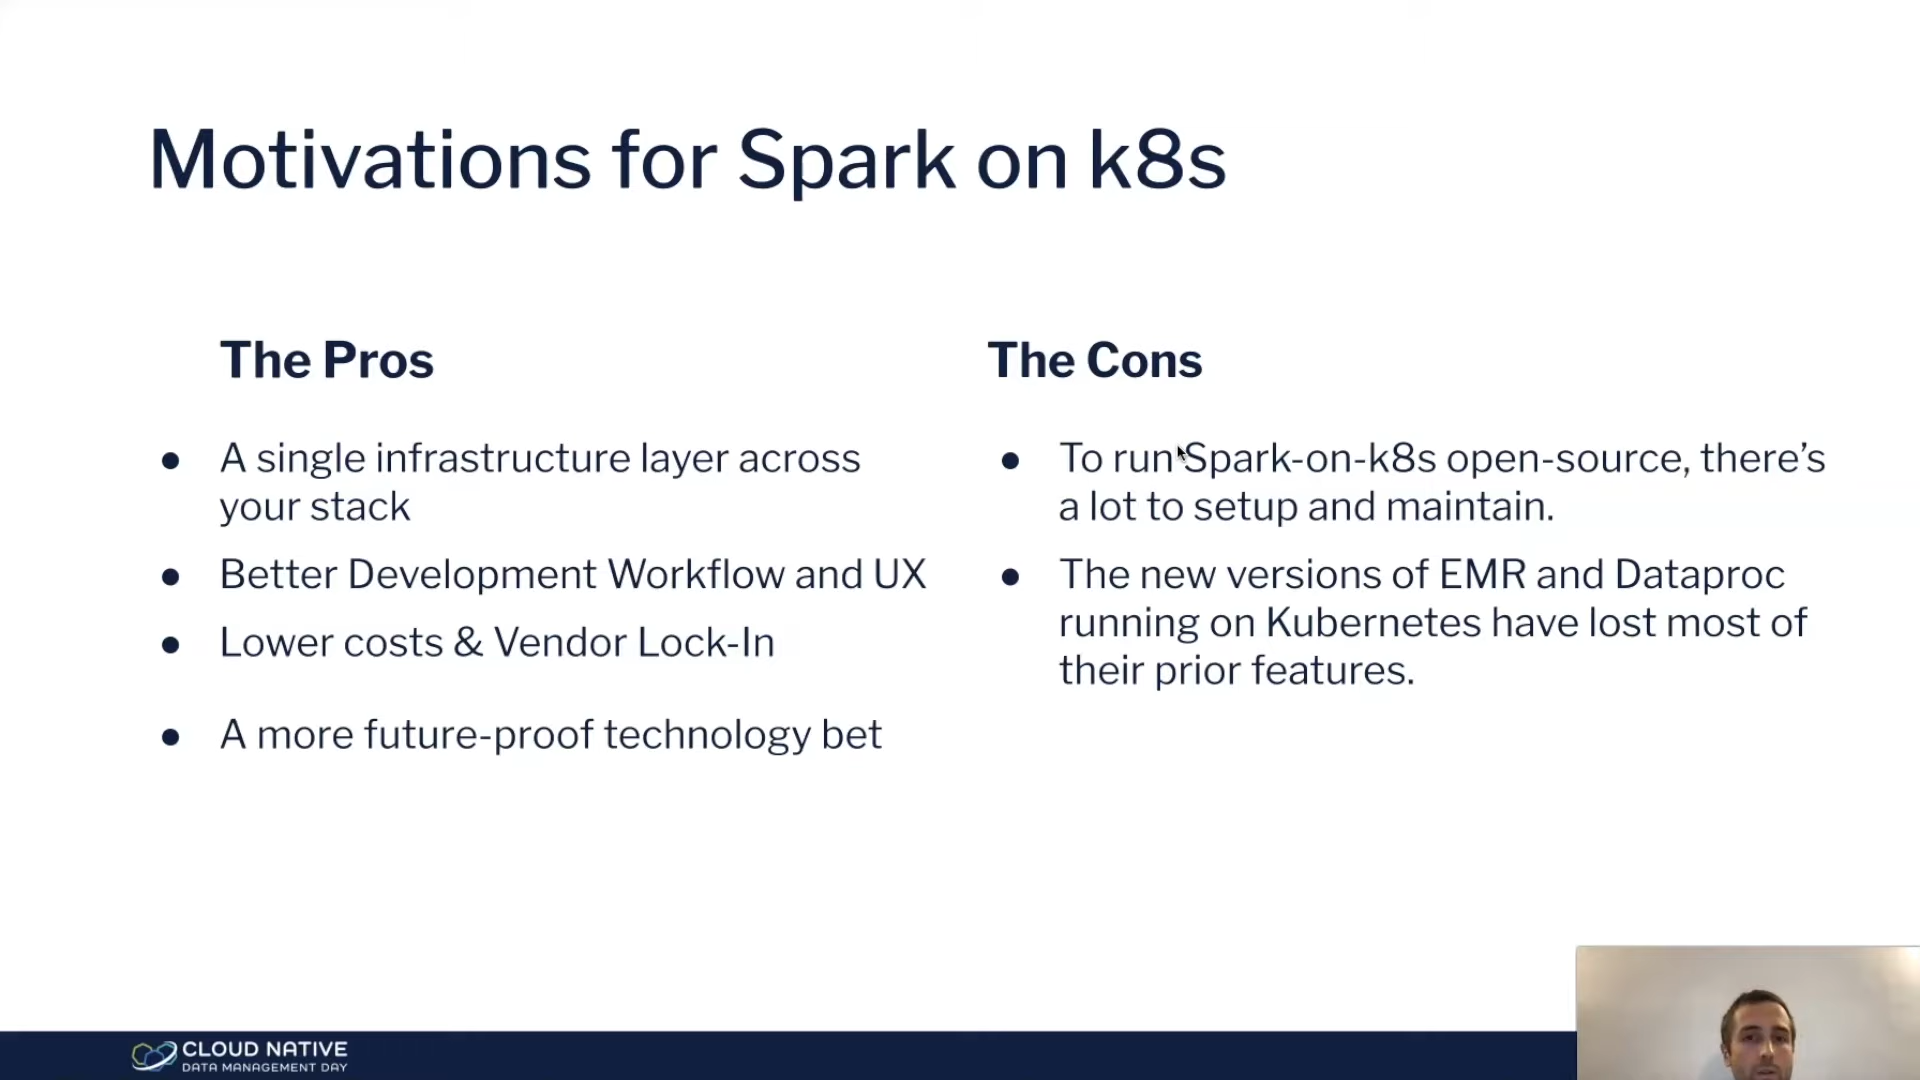 Motivations for Spark on k8s
The Pros
A single infrastructure layer across
your stack
Better Development Workflow and UX
Lower costs & Vendor Lock-In
A more future-proof technology bet
The Cons
To run Spark-on-k8s open-source, there’s
a lot to setup and maintain.
The new versions of EMR and Dataproc
running on Kubernetes have lost most of
their prior features.
CLOUD NATIVE
DATA MANAGEMENT DAY